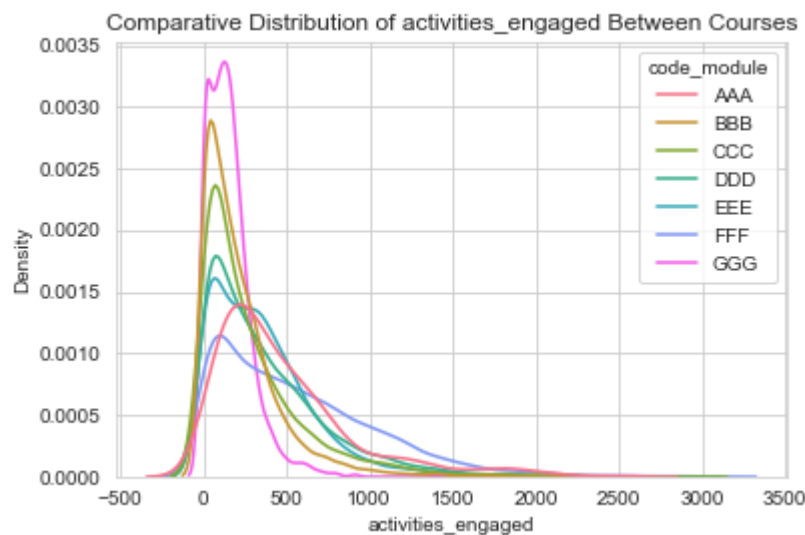 Comparative Distribution of activities_engaged Between Courses
0.0035
0.0030
0.0025
0.0020
0.0015
0.0010
0.0005
0.0000
Density
code_module
AAA
BBB
CCC
DDD
EEE
FFF
GGG
−500
0
500
1000
1500
2000
2500
3000
3500
activities_engaged